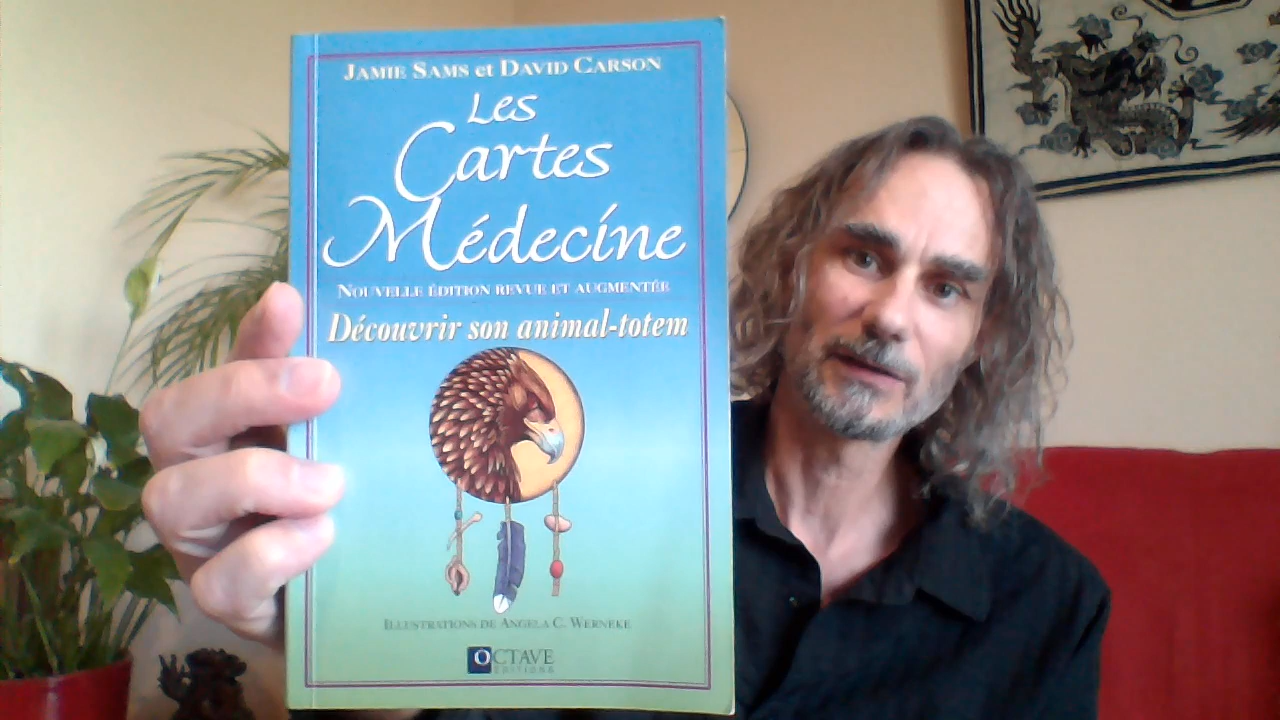 JAMIE SAMS et DAVID CARSON
Les
Cartes
Médecine
NOUVELLE ÉDITION REVUE ET AUGMENTÉE
Découvrir son animal-totem
ILLUSTRATIONS DE ANGELA C. WERNEKE
OCTAVE
ÉDITIONS